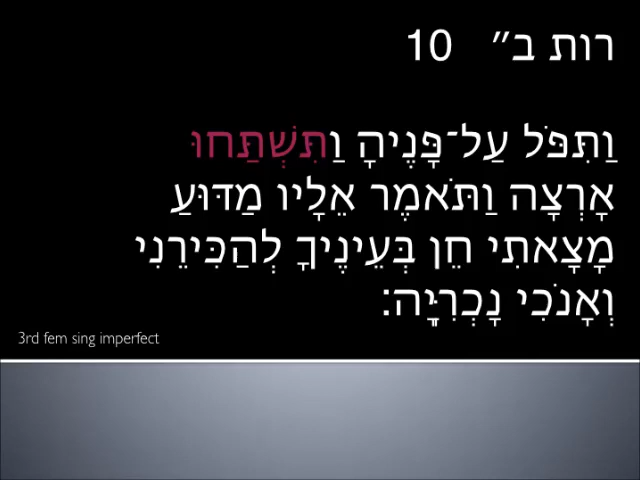 רות ב״ 10
וַתִּפֹּל עַל־פָּנֶיהָ וַתִּשְׁתַּחוּ
אָרְצָה וַתֹּאמֶר אֵלָיו מַדּוּעַ
מָצָאתִי חֵן בְּעֵינֶיךָ לְהַכִּירֵנִי
וְאָנֹכִי נָכְרִיָּה׃
3rd fem sing imperfect